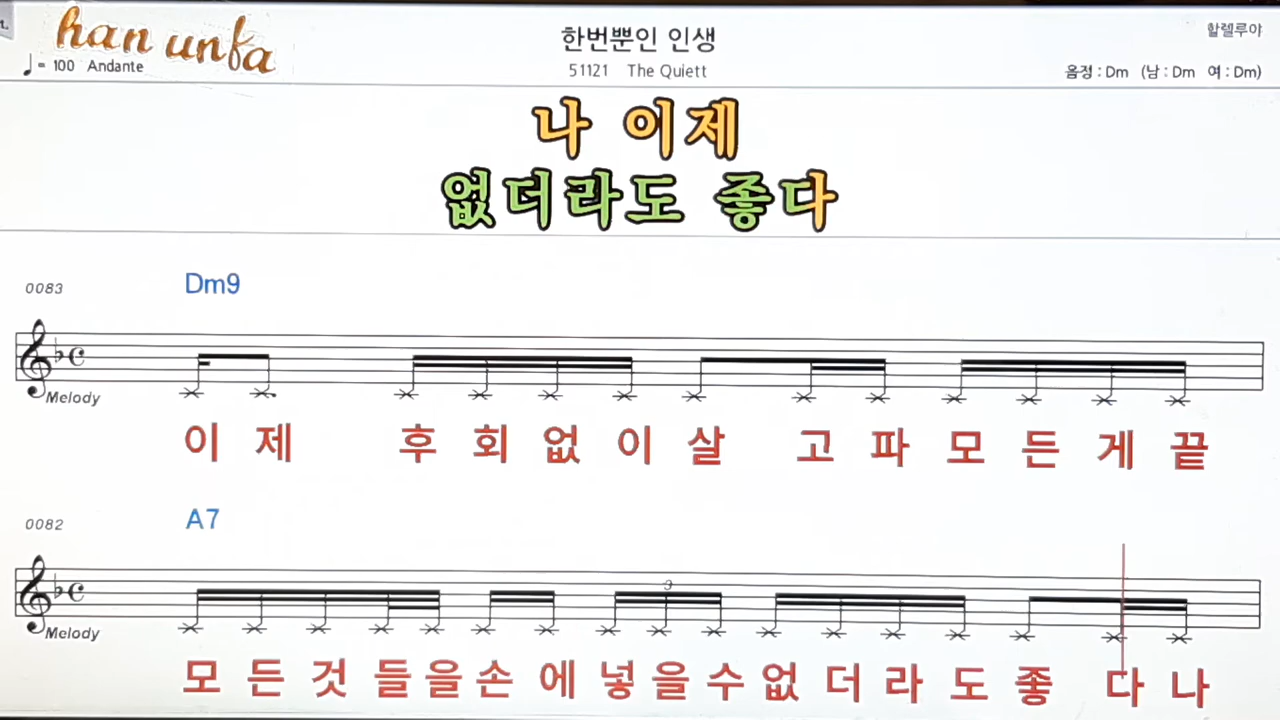 han unfa
♩= 100 Andante
한번뿐인 인생
51121 The Quiett
할렐루야
음정 : Dm (남 : Dm 여 : Dm)
나 이제
없더라도 좋다
0083
Dm9
Melody
이 제 후 회 없 이 살 고 파 모 든 게 끝
0082
A7
3
Melody
모 든 것 들 을 손 에 넣 을 수 없 더 라 도 좋 다 나